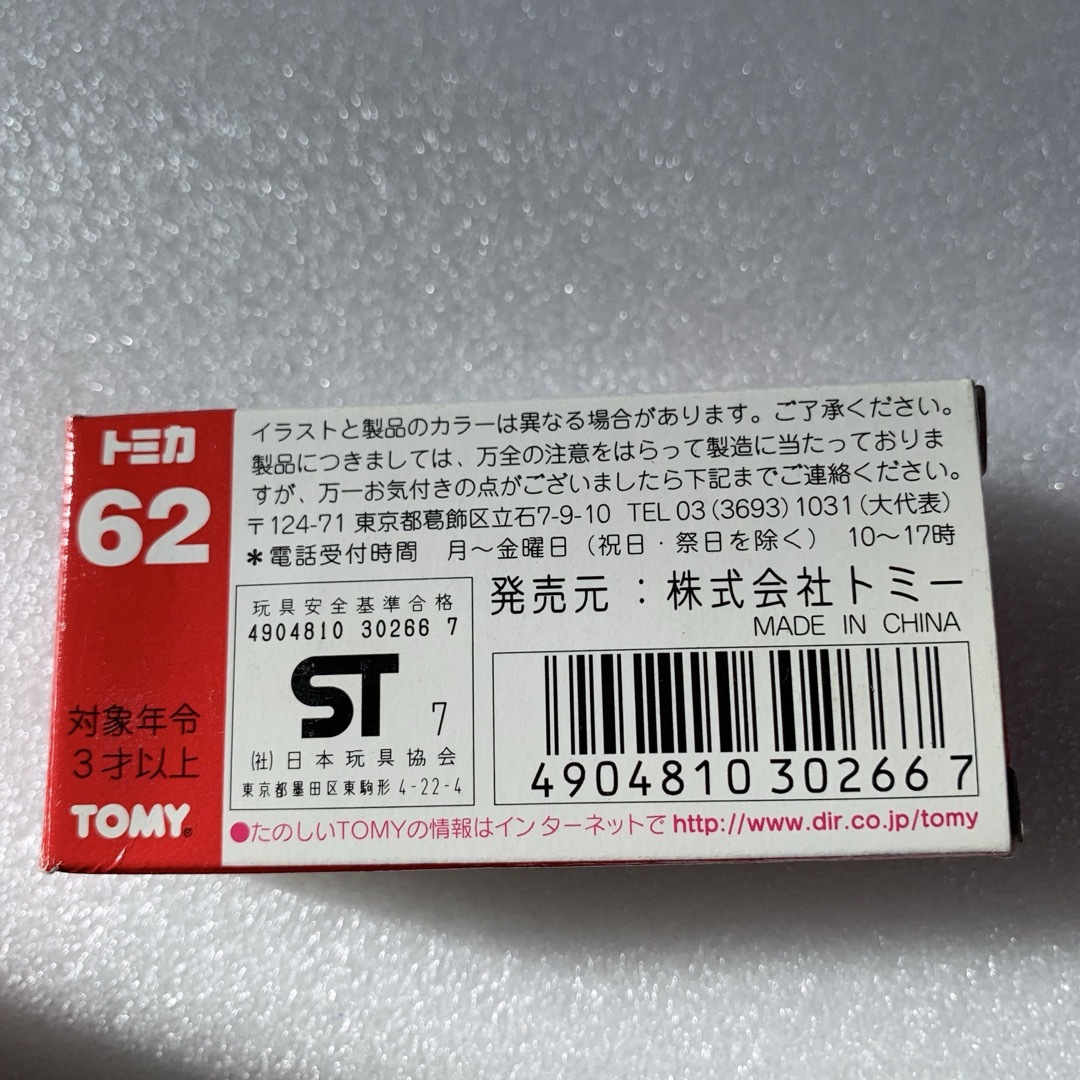 トミカ
62
対象年令
3才以上
TOMY®
イラストと製品のカラーは異なる場合があります。ご了承ください。
製品につきましては、万全の注意をはらって製造に当たっておりま
すが、万一お気付きの点がございましたら下記までご連絡ください。
〒124-71 東京都葛飾区立石7-9-10 TEL 03(3693)1031(大代表)
*電話受付時間 月〜金曜日(祝日・祭日を除く) 10〜17時
玩具安全基準合格
4904810 30266 7
ST 7
(社)日本玩具協会
東京都墨田区東駒形 4-22-4
発売元:株式会社トミー
MADE IN CHINA
4904810302667
●たのしいTOMYの情報はインターネットで http://www.dir.co.jp/tomy